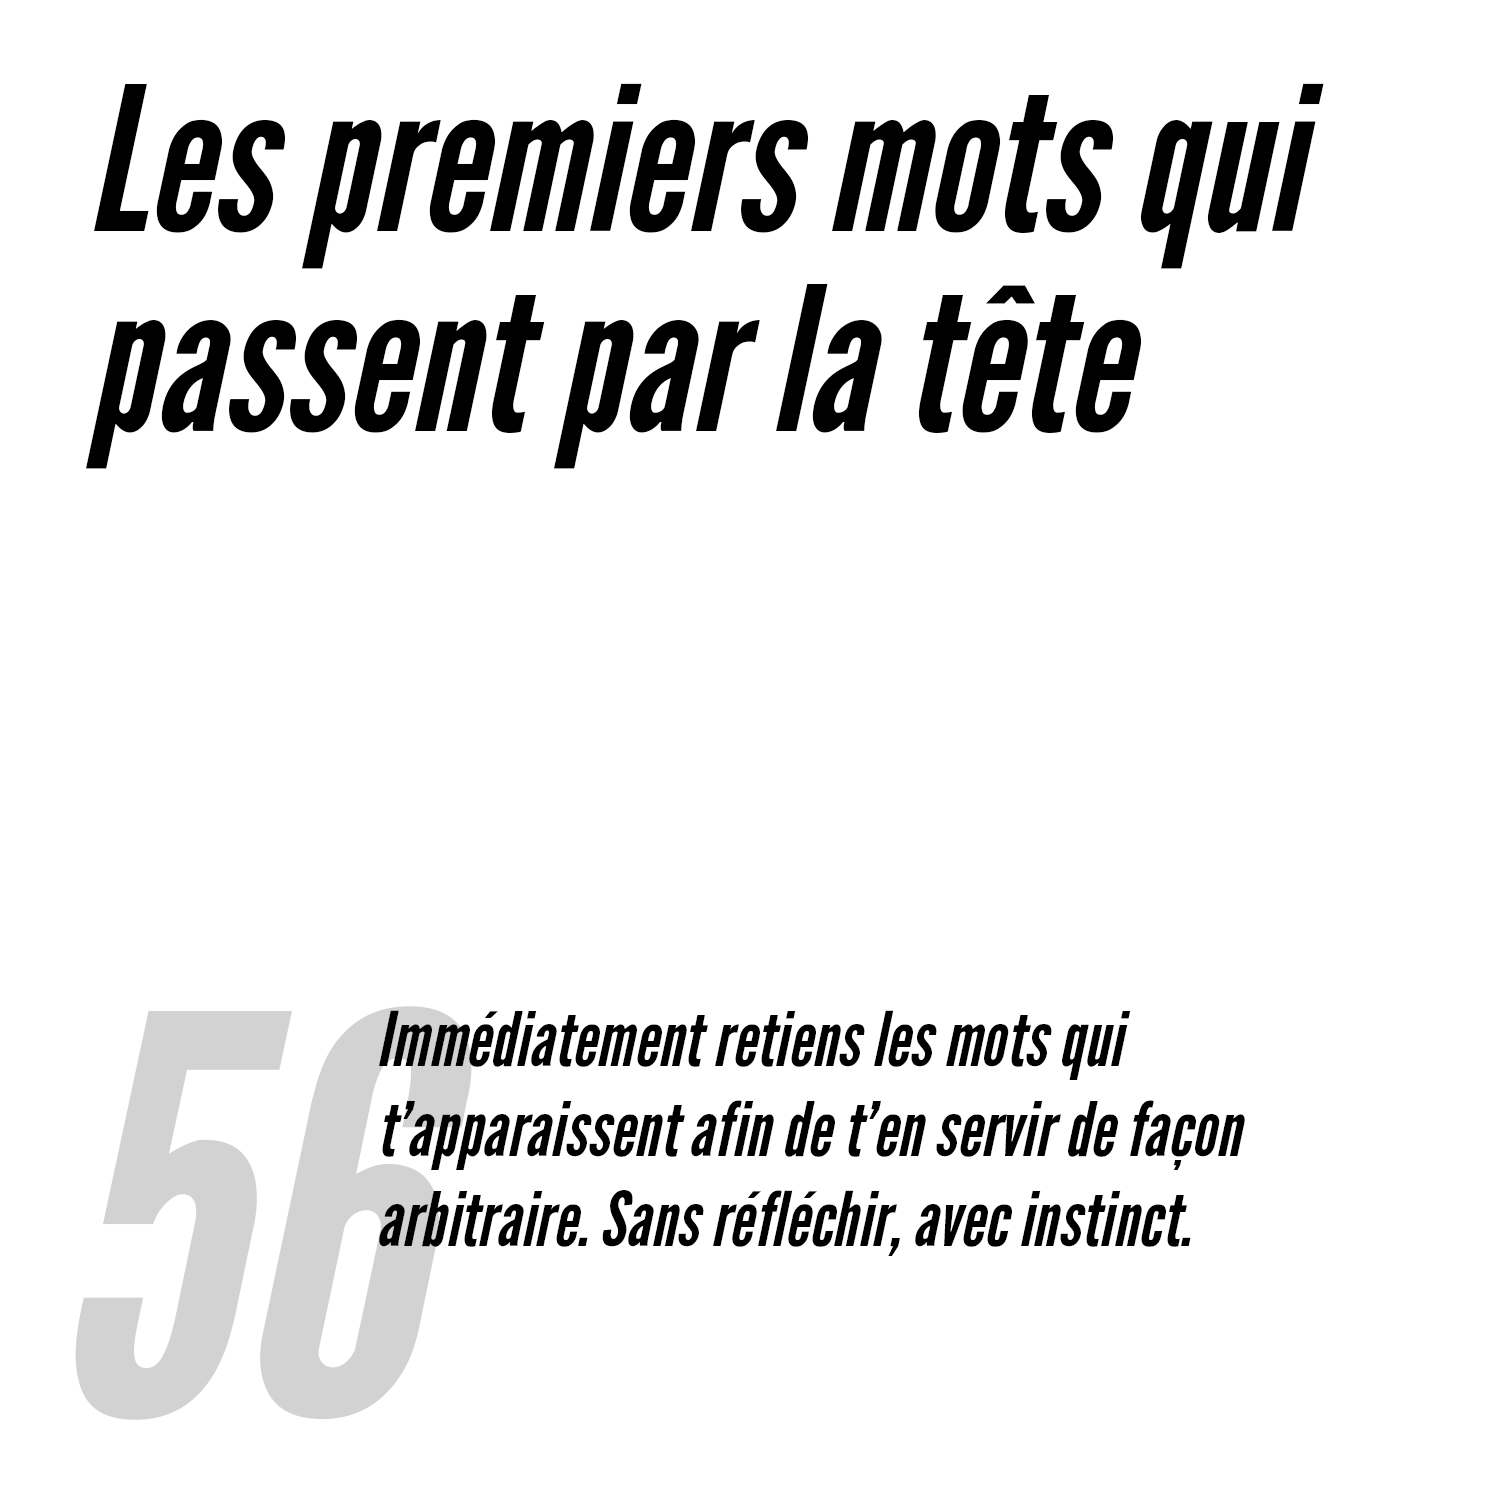 Les premiers mots qui
passent par la tête
56
Immédiatement retiens les mots qui
t’apparaissent afin de t’en servir de façon
arbitraire. Sans réfléchir, avec instinct.